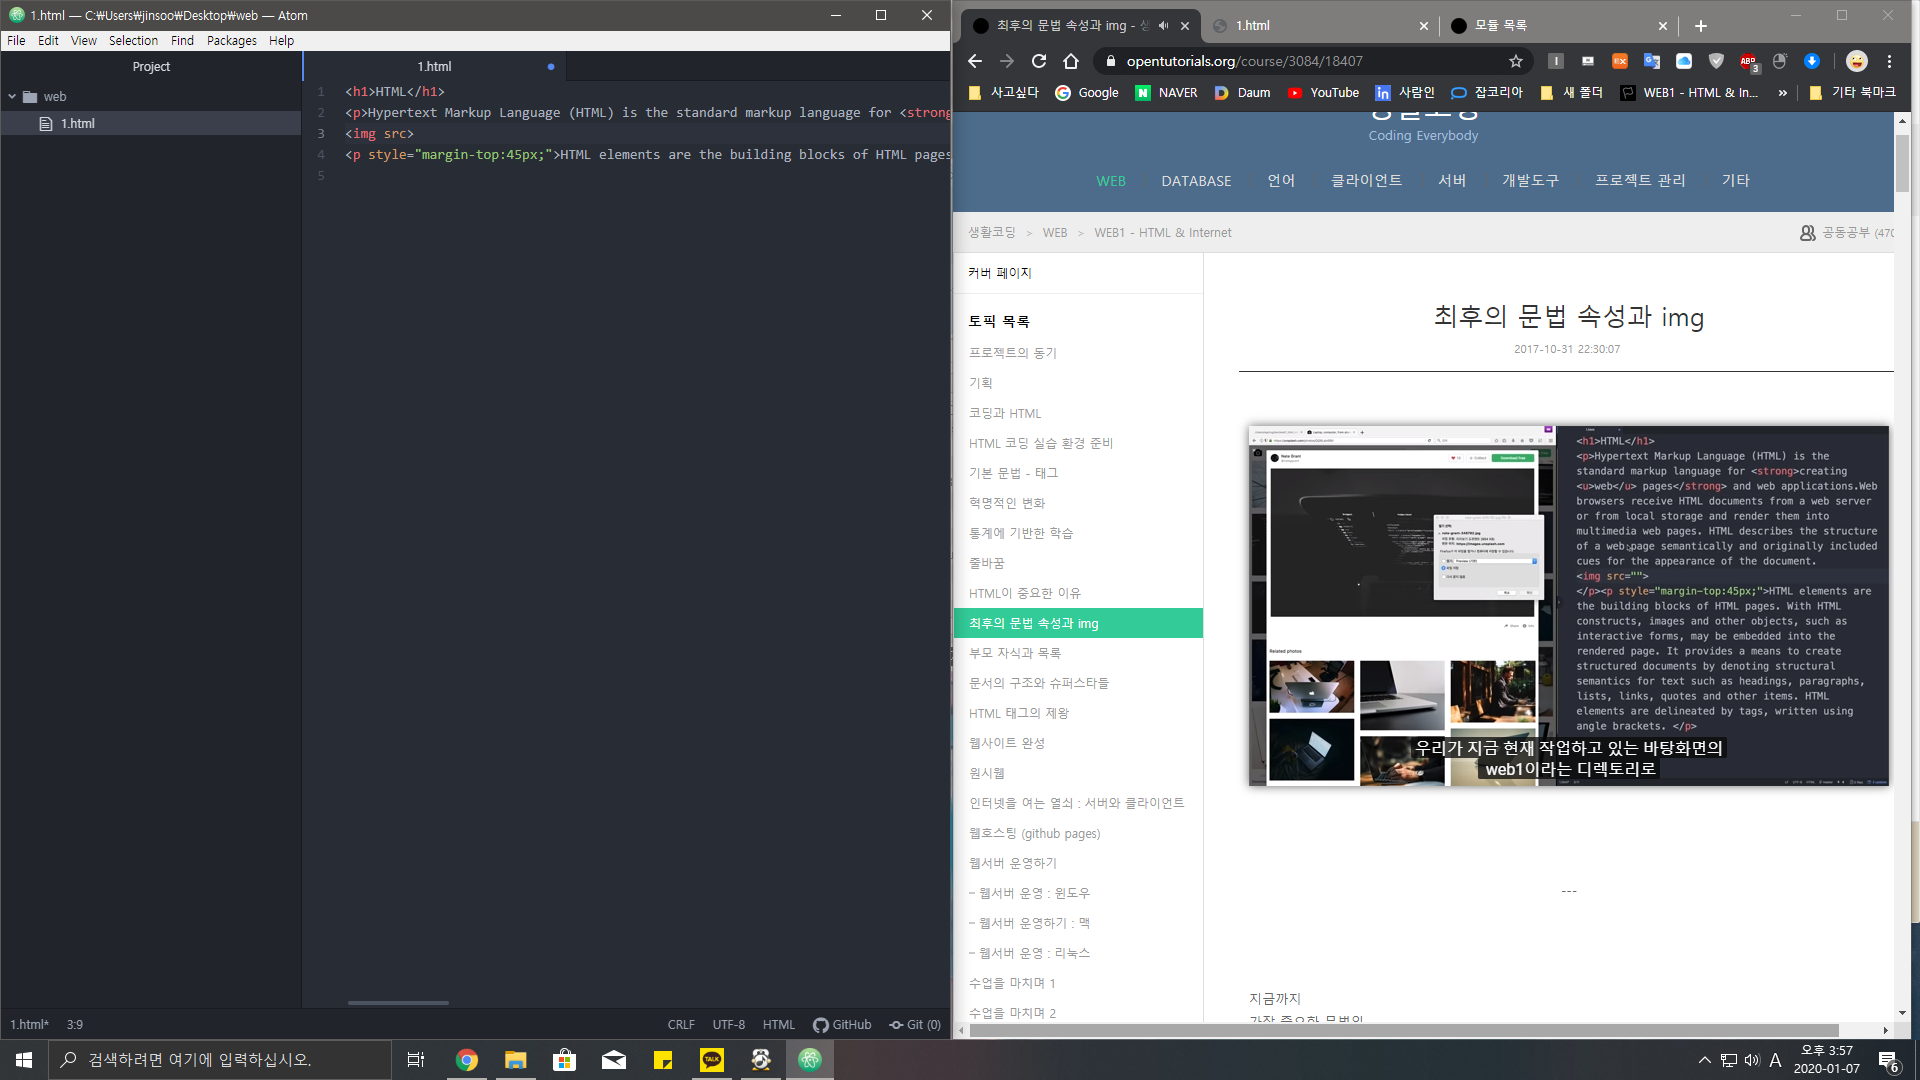 1.html — C:₩Users₩jinsoo₩Desktop₩web — Atom
File Edit View Selection Find Packages Help
Project
web
1.html
1.html
1 <h1>HTML</h1>
2 <p>Hypertext Markup Language (HTML) is the standard markup language for <strong
3 <img src>
4 <p style="margin-top:45px;">HTML elements are the building blocks of HTML pages
5
1.html* 3:9 CRLF UTF-8 HTML GitHub Git (0)
최후의 문법 속성과 img - 생
1.html
모듈 목록
opentutorials.org/course/3084/18407
사고싶다 Google NAVER Daum YouTube 사람인 잡코리아 새 폴더 WEB1 - HTML & In... » 기타 북마크
생활코딩
Coding Everybody
WEB DATABASE 언어 클라이언트 서버 개발도구 프로젝트 관리 기타
생활코딩 > WEB > WEB1 - HTML & Internet
공동공부 (470
커버 페이지
토픽 목록
프로젝트의 동기
기획
코딩과 HTML
HTML 코딩 실습 환경 준비
기본 문법 - 태그
혁명적인 변화
통계에 기반한 학습
줄바꿈
HTML이 중요한 이유
최후의 문법 속성과 img
부모 자식과 목록
문서의 구조와 슈퍼스타들
HTML 태그의 제왕
웹사이트 완성
원시웹
인터넷을 여는 열쇠 : 서버와 클라이언트
웹호스팅 (github pages)
웹서버 운영하기
- 웹서버 운영 : 윈도우
- 웹서버 운영하기 : 맥
- 웹서버 운영 : 리눅스
수업을 마치며 1
수업을 마치며 2
최후의 문법 속성과 img
2017-10-31 22:30:07
Nate Grant
Download free
Related photos
<h1>HTML</h1>
<p>Hypertext Markup Language (HTML) is the
standard markup language for <strong>creating
<u>web</u> pages</strong> and web applications.Web
browsers receive HTML documents from a web server
or from local storage and render them into
multimedia web pages. HTML describes the structure
of a web page semantically and originally included
cues for the appearance of the document.
<img src="">
</p><p style="margin-top:45px;">HTML elements are
the building blocks of HTML pages. With HTML
constructs, images and other objects, such as
interactive forms, may be embedded into the
rendered page. It provides a means to create
structured documents by denoting structural
semantics for text such as headings, paragraphs,
lists, links, quotes and other items. HTML
elements are delineated by tags, written using
angle brackets. </p>
우리가 지금 현재 작업하고 있는 바탕화면의
web1이라는 디렉토리로
---
지금까지
가장 중요한 문법인
검색하려면 여기에 입력하십시오.
TALK
A
오후 3:57
2020-01-07
6